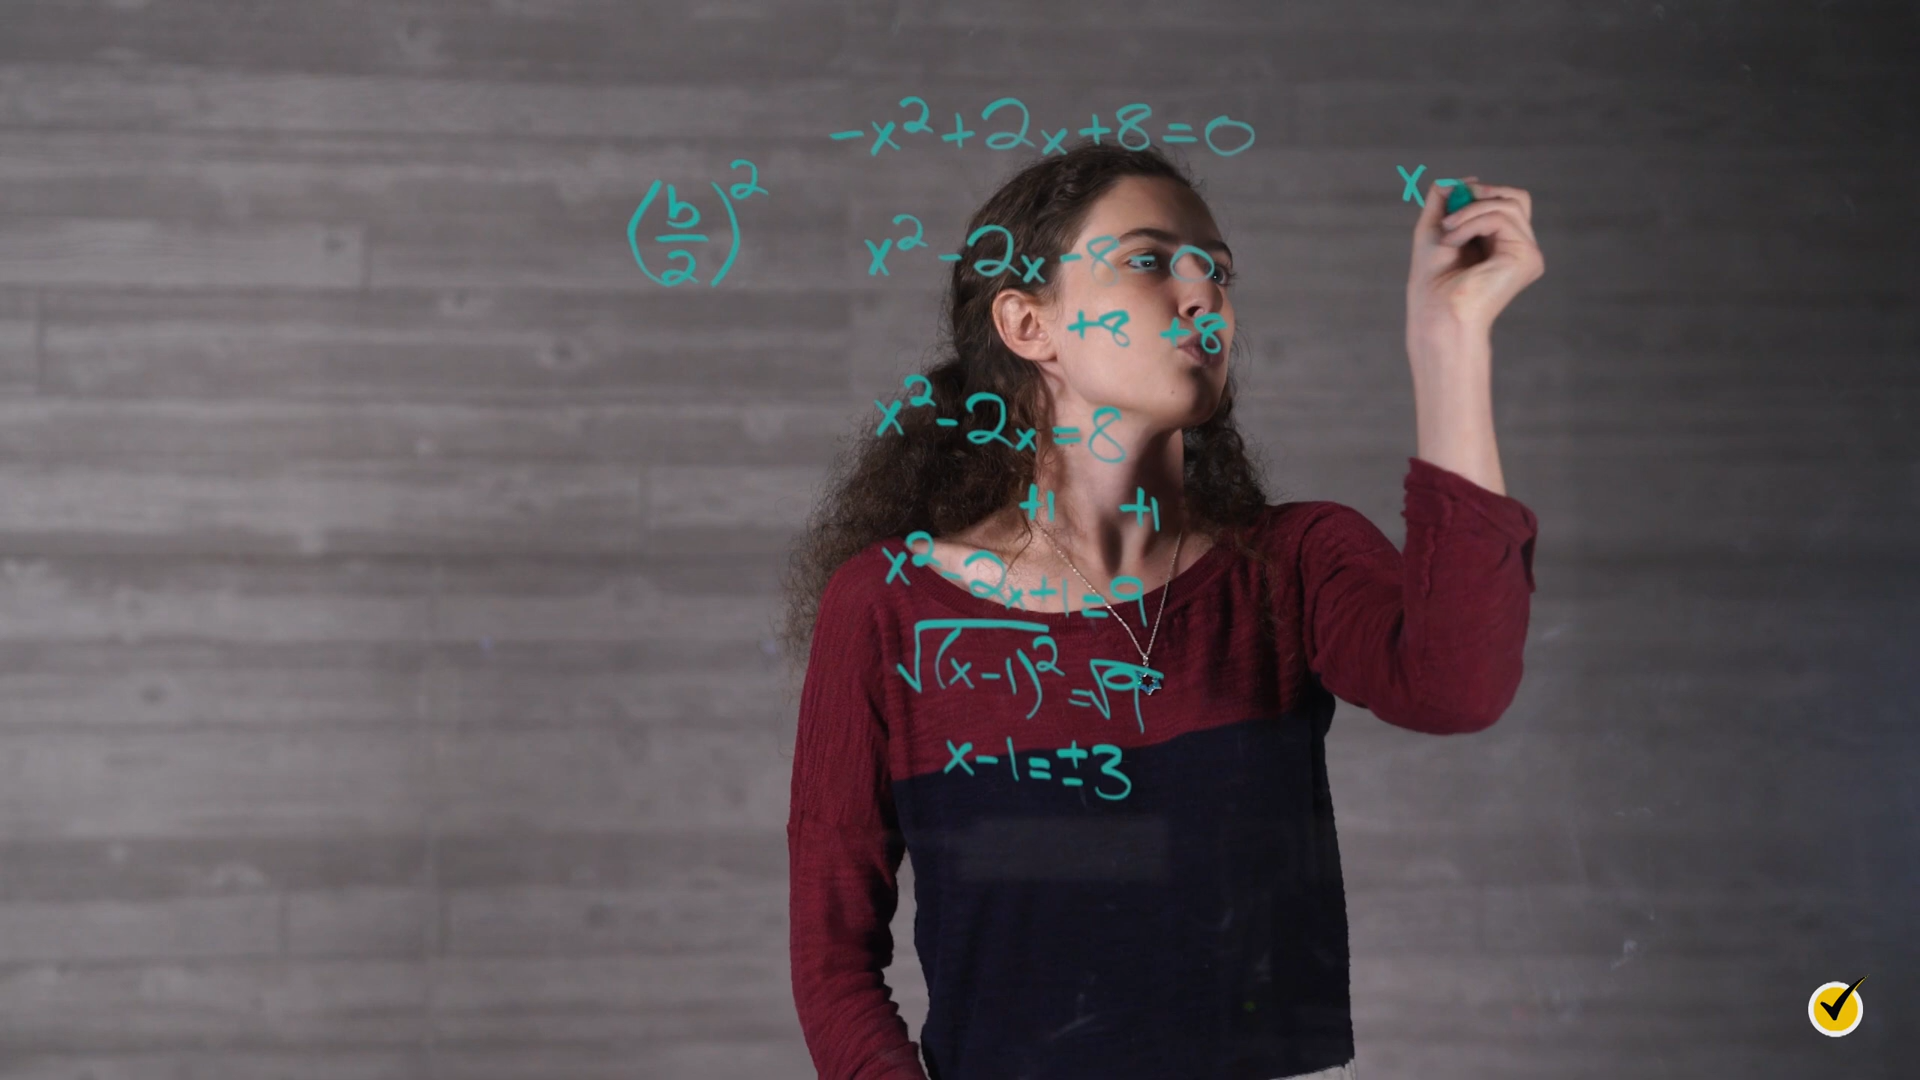 -x²+2x+8=0
(b/2)²
x²-2x-8=0
+8 +8
x²-2x=8
+1 +1
x²-2x+1=9
√(x-1)²=√9
x-1=±3
x-